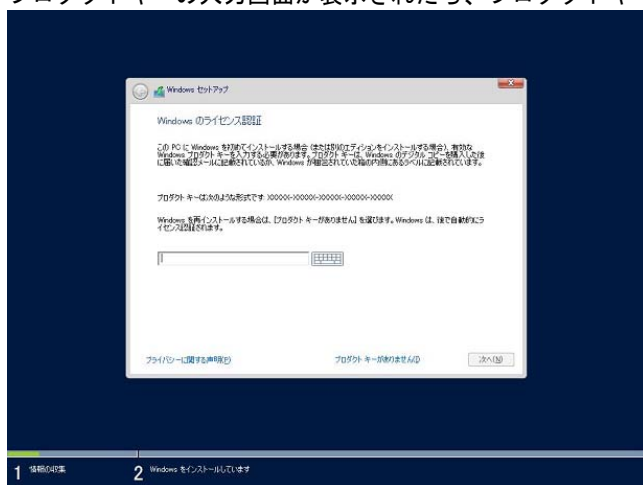 プロダクトキーの入力画面が表示されたら、プロダクトキー
Windows セットアップ
Windows のライセンス認証
この PC に Windows を初めてインストールする場合 (または別のエディションをインストールする場合)、有効な
Windows プロダクト キーを入力する必要があります。プロダクト キーは、Windows のデジタル コピーを購入した後
に届いた確認メールに記載されているか、Windows が梱包されていた箱の内側にあるラベルに記載されています。
プロダクト キーは次のような形式です: XXXXX-XXXXX-XXXXX-XXXXX-XXXXX
Windows を再インストールする場合は、[プロダクト キーがありません] を選びます。Windows は、後で自動的にラ
イセンス認証されます。
プライバシーに関する声明(P)
プロダクト キーがありません(I)
次へ(N)
1 情報の収集
2 Windows をインストールしています